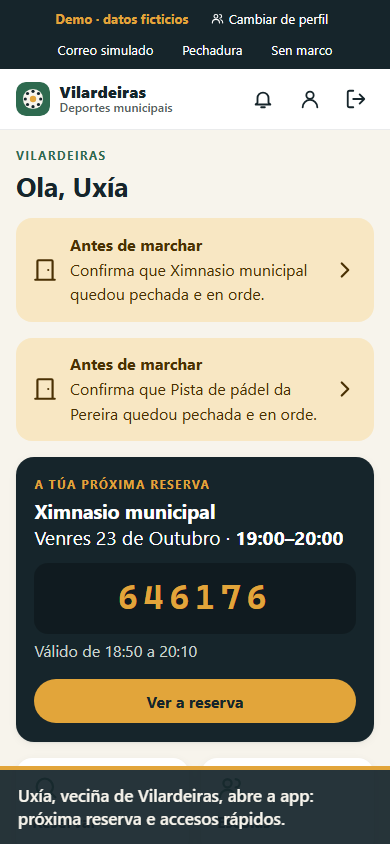 Demo · datos ficticios
Cambiar de perfil
Correo simulado
Pechadura
Sen marco
Vilardeiras
Deportes municipais
VILARDEIRAS
Ola, Uxía
Antes de marchar
Confirma que Ximnasio municipal
quedou pechada e en orde.
Antes de marchar
Confirma que Pista de pádel da
Pereira quedou pechada e en orde.
A TÚA PRÓXIMA RESERVA
Ximnasio municipal
Venres 23 de Outubro · 19:00–20:00
646176
Válido de 18:50 a 20:10
Ver a reserva
Uxía, veciña de Vilardeiras, abre a app:
próxima reserva e accesos rápidos.